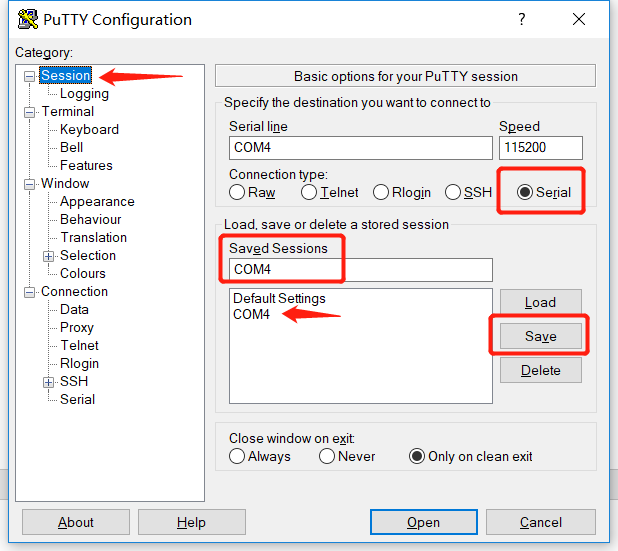 PuTTY Configuration
?
Category:
Session
Logging
Terminal
Keyboard
Bell
Features
Window
Appearance
Behaviour
Translation
Selection
Colours
Connection
Data
Proxy
Telnet
Rlogin
SSH
Serial
Basic options for your PuTTY session
Specify the destination you want to connect to
Serial line Speed
COM4 115200
Connection type:
Raw Telnet Rlogin SSH Serial
Load, save or delete a stored session
Saved Sessions
COM4
Default Settings
COM4
Load
Save
Delete
Close window on exit:
Always Never Only on clean exit
About Help Open Cancel